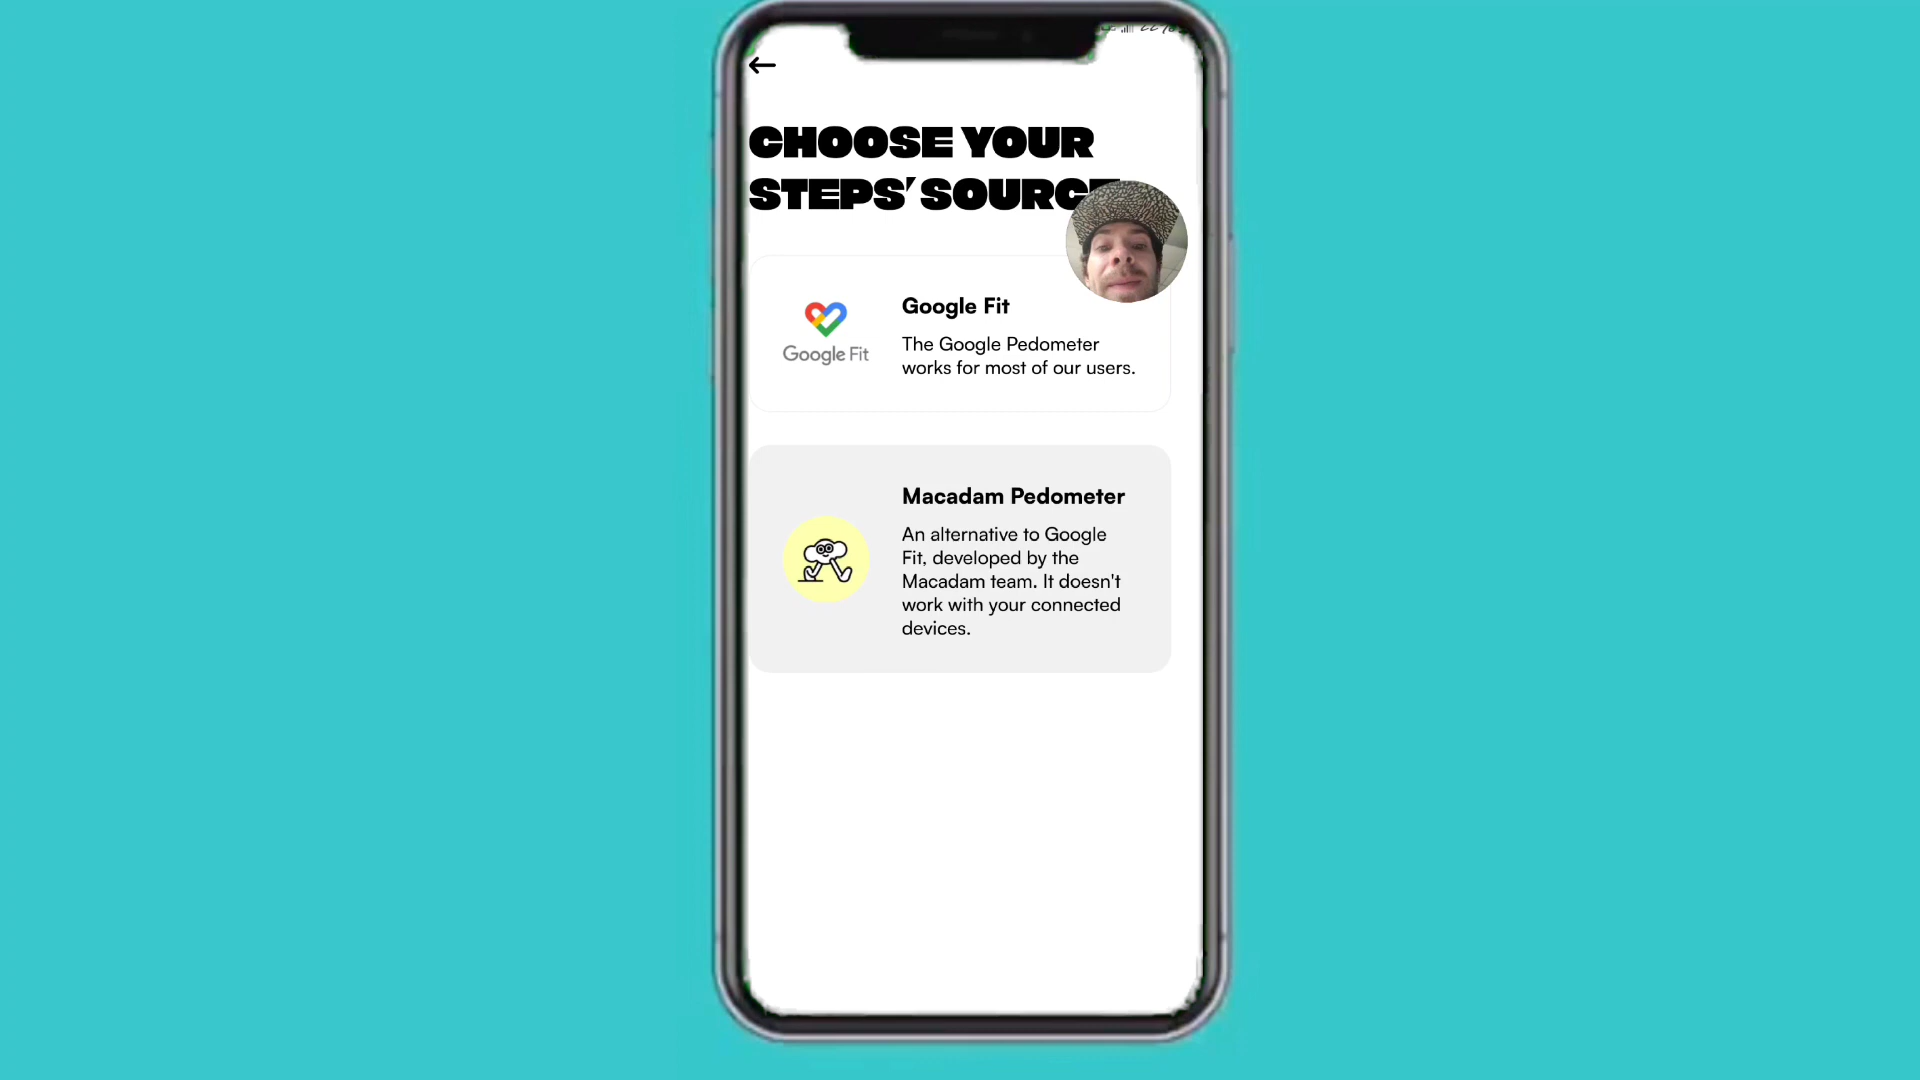 CHOOSE YOUR
STEPS' SOURCE
Google Fit
The Google Pedometer
works for most of our users.
Google Fit
Macadam Pedometer
An alternative to Google
Fit, developed by the
Macadam team. It doesn't
work with your connected
devices.